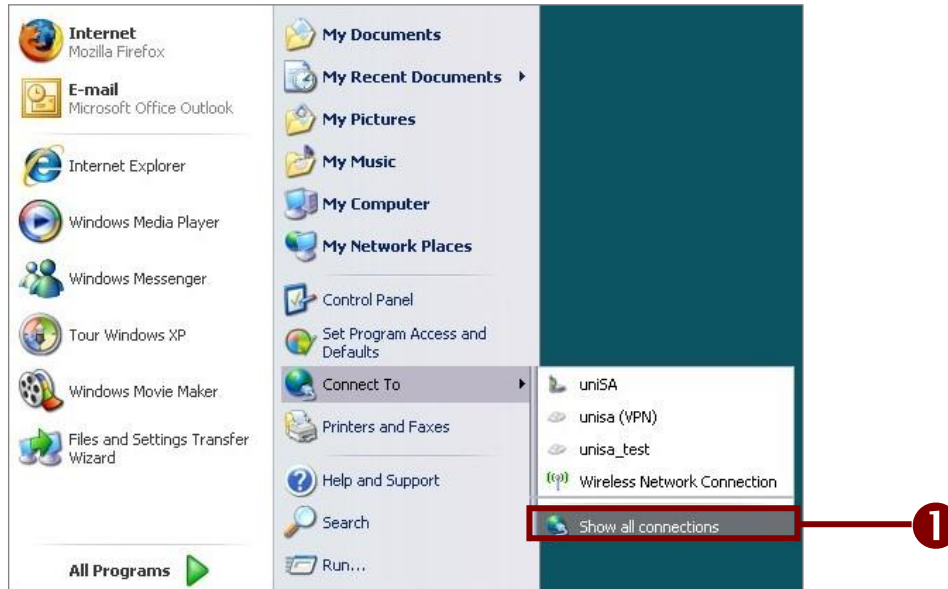 Internet
Mozilla Firefox
E-mail
Microsoft Office Outlook
Internet Explorer
Windows Media Player
Windows Messenger
Tour Windows XP
Windows Movie Maker
Files and Settings Transfer
Wizard
All Programs
My Documents
My Recent Documents
My Pictures
My Music
My Computer
My Network Places
Control Panel
Set Program Access and
Defaults
Connect To
Printers and Faxes
Help and Support
Search
Run...
uniSA
unisa (VPN)
unisa_test
Wireless Network Connection
Show all connections
1